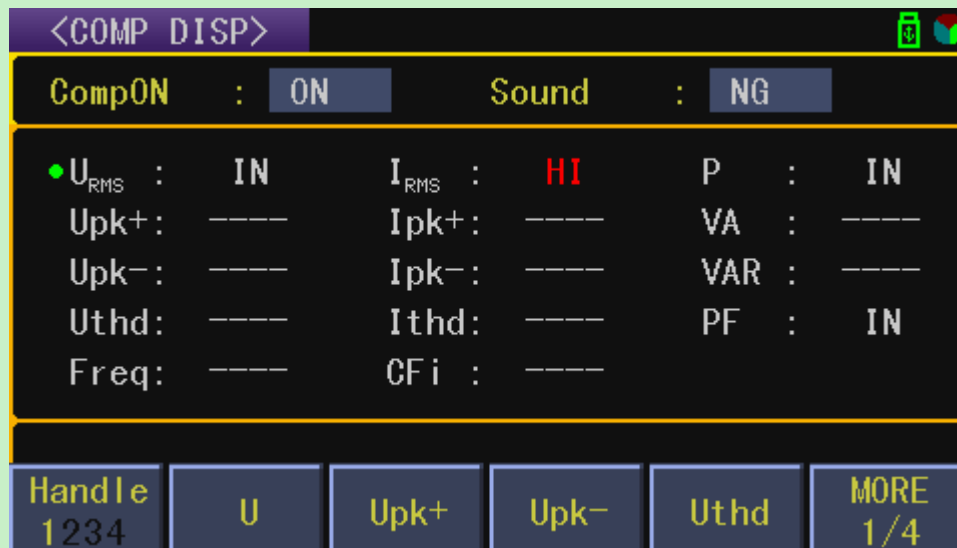 <COMP DISP>
CompON : ON Sound : NG
URMS : IN IRMS : HI P : IN
Upk+: ---- Ipk+: ---- VA : ----
Upk-: ---- Ipk-: ---- VAR : ----
Uthd: ---- Ithd: ---- PF : IN
Freq: ---- CFi : ----
Handle U Upk+ Upk- Uthd MORE
1234 1/4